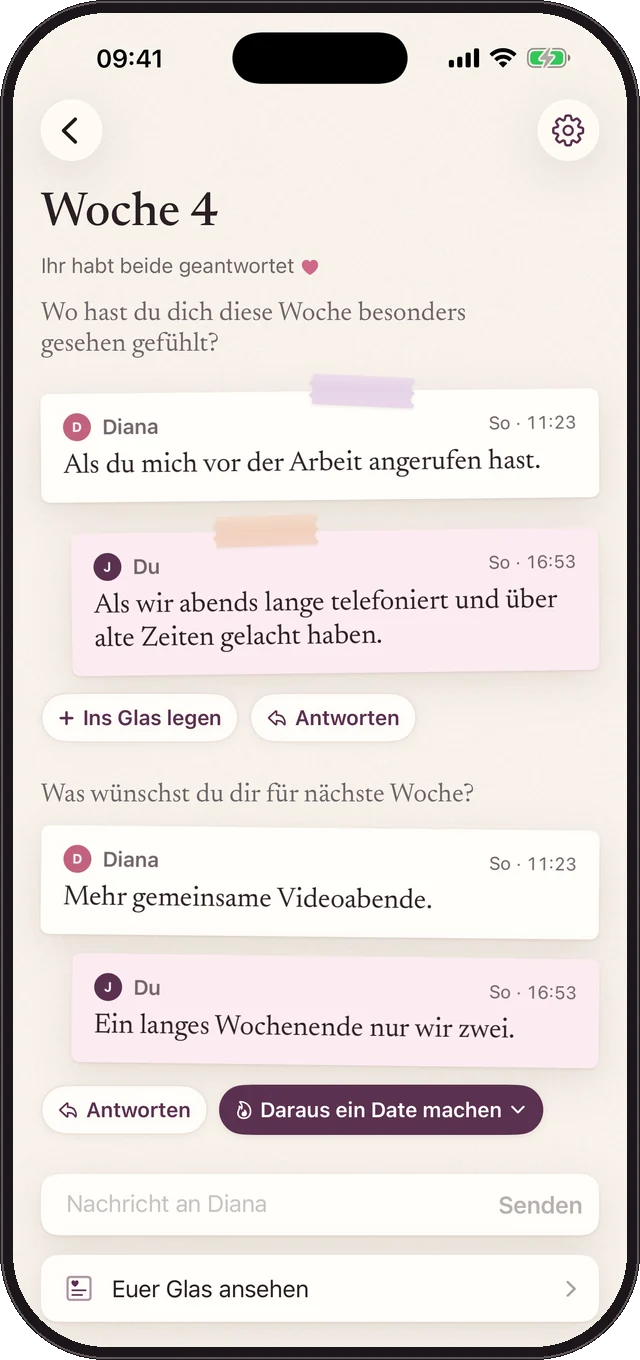 09:41
Woche 4
Ihr habt beide geantwortet
Wo hast du dich diese Woche besonders
gesehen gefühlt?
D Diana So · 11:23
Als du mich vor der Arbeit angerufen hast.
J Du So · 16:53
Als wir abends lange telefoniert und über
alte Zeiten gelacht haben.
+ Ins Glas legen Antworten
Was wünschst du dir für nächste Woche?
D Diana So · 11:23
Mehr gemeinsame Videoabende.
J Du So · 16:53
Ein langes Wochenende nur wir zwei.
Antworten Daraus ein Date machen
Nachricht an Diana Senden
Euer Glas ansehen